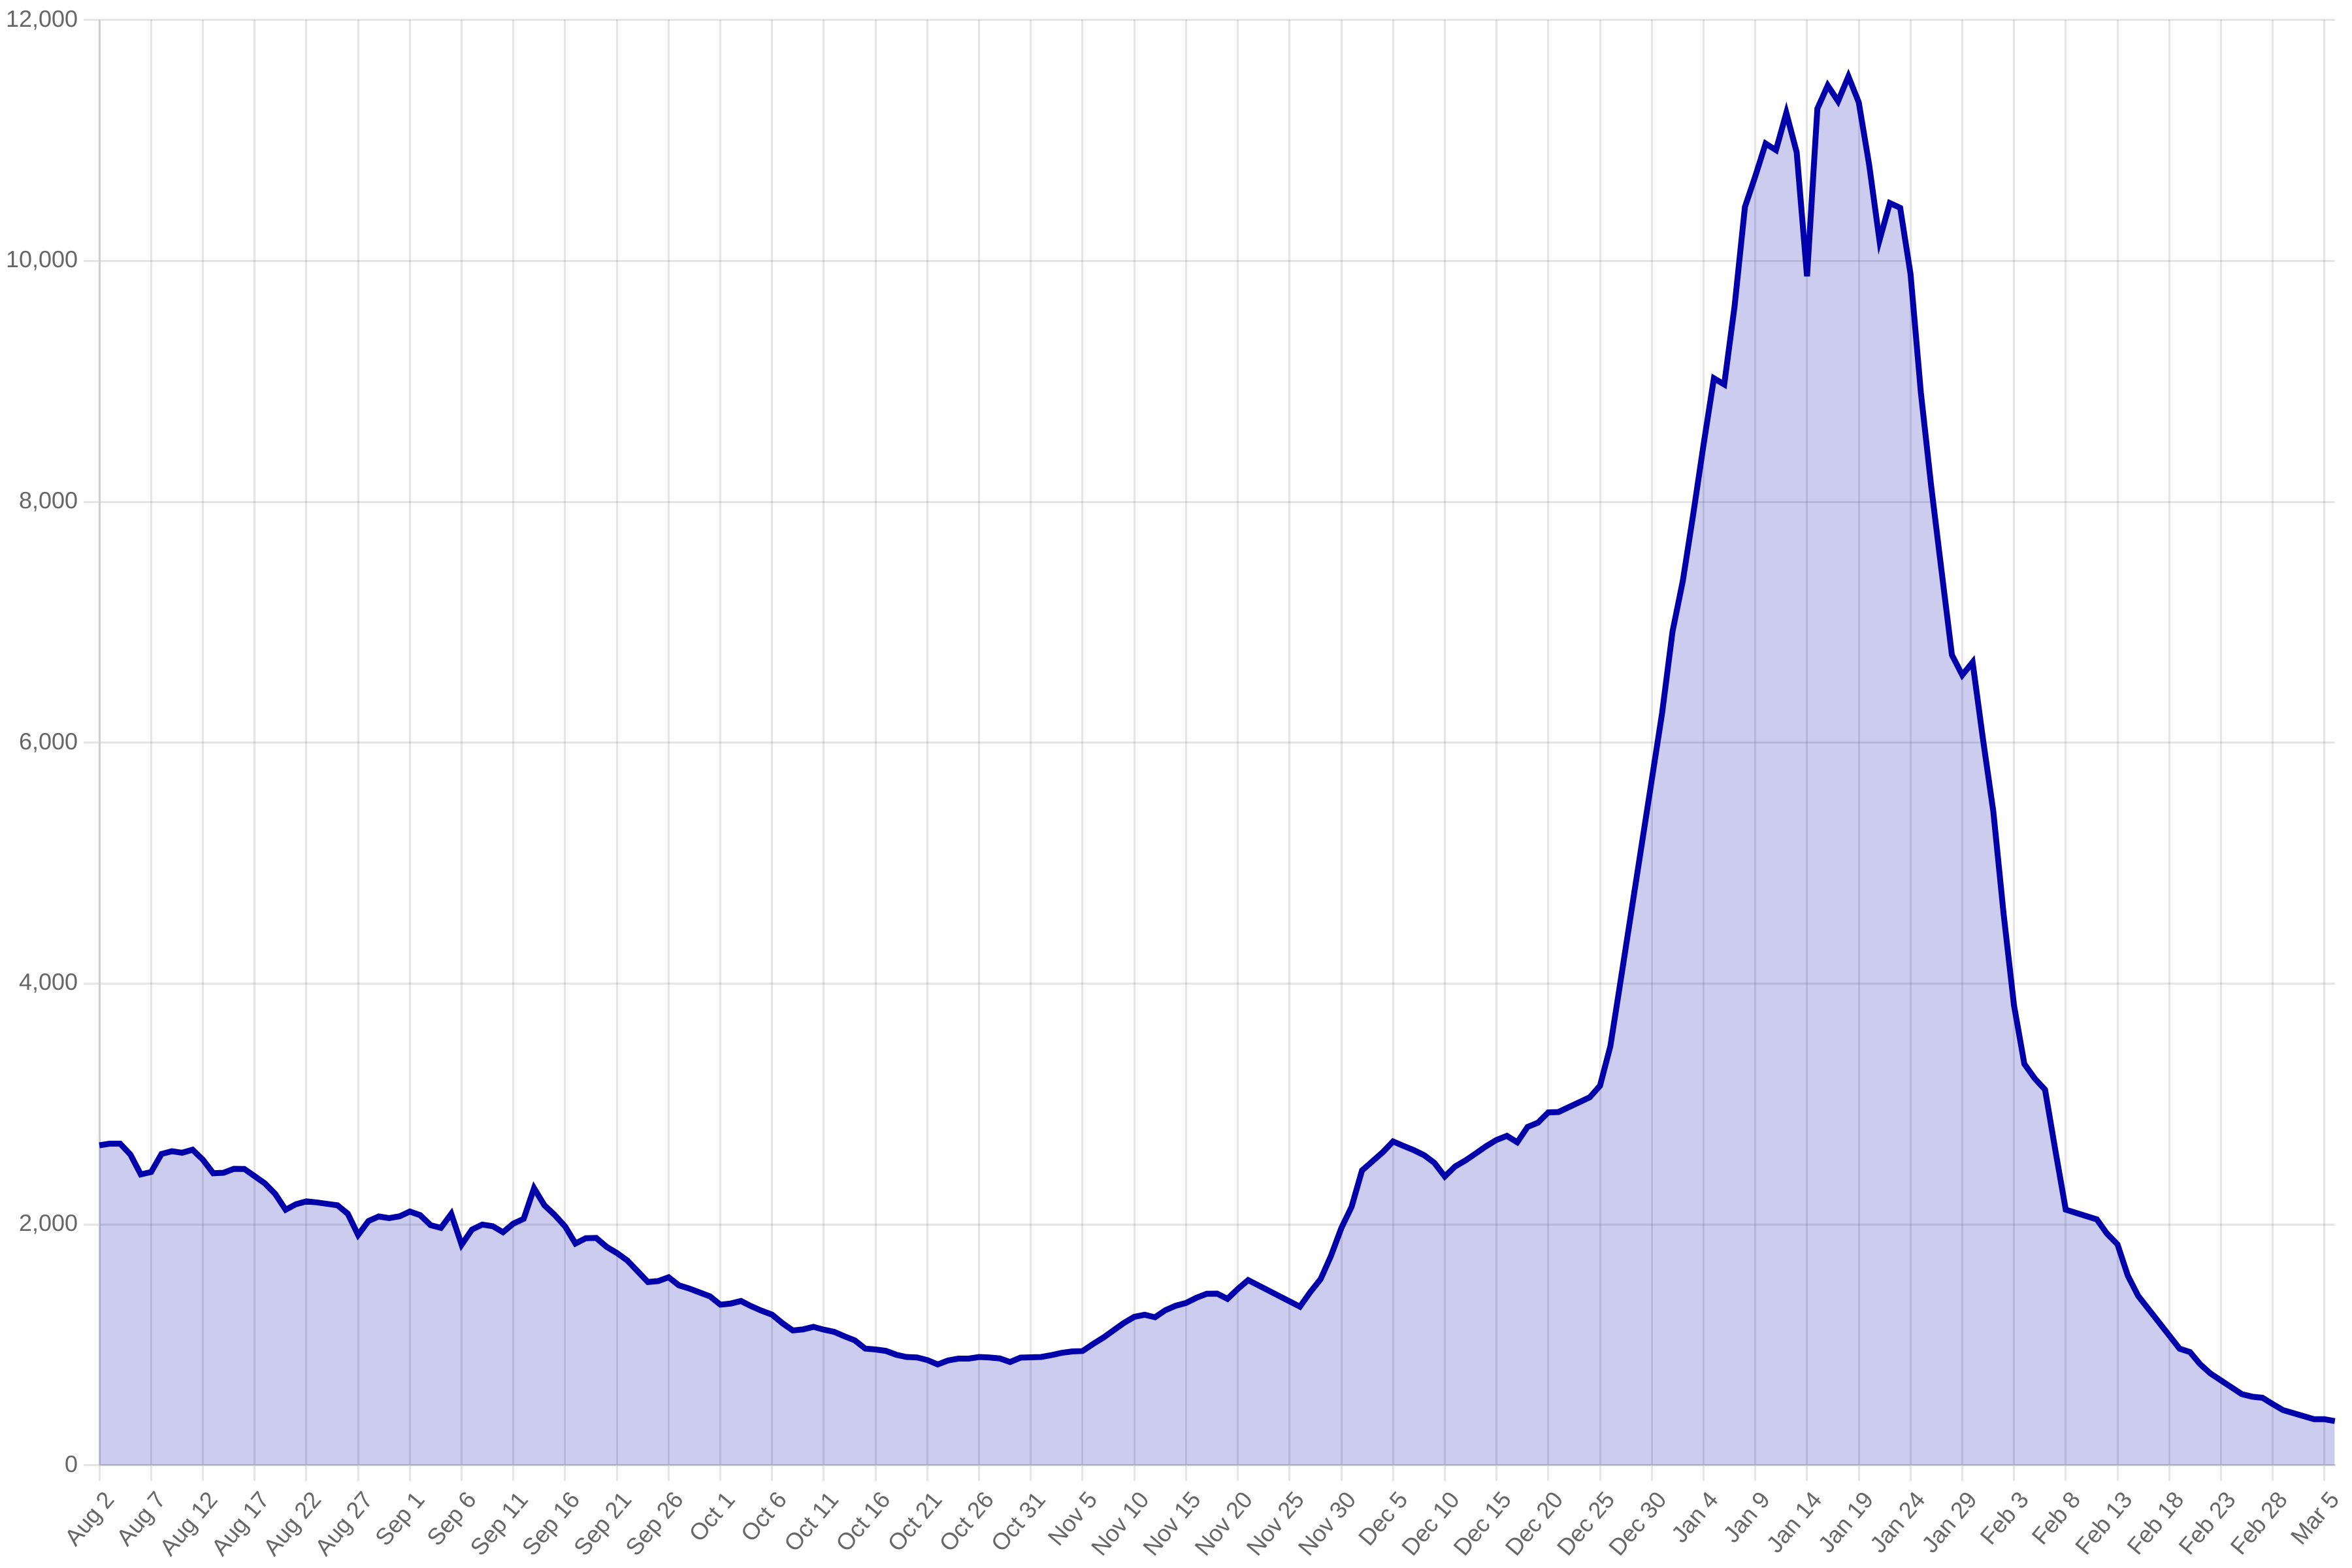 12,000
10,000
8,000
6,000
4,000
2,000
0
Aug 2
Aug 7
Aug 12
Aug 17
Aug 22
Aug 27
Sep 1
Sep 6
Sep 11
Sep 16
Sep 21
Sep 26
Oct 1
Oct 6
Oct 11
Oct 16
Oct 21
Oct 26
Oct 31
Nov 5
Nov 10
Nov 15
Nov 20
Nov 25
Nov 30
Dec 5
Dec 10
Dec 15
Dec 20
Dec 25
Dec 30
Jan 4
Jan 9
Jan 14
Jan 19
Jan 24
Jan 29
Feb 3
Feb 8
Feb 13
Feb 18
Feb 23
Feb 28
Mar 5